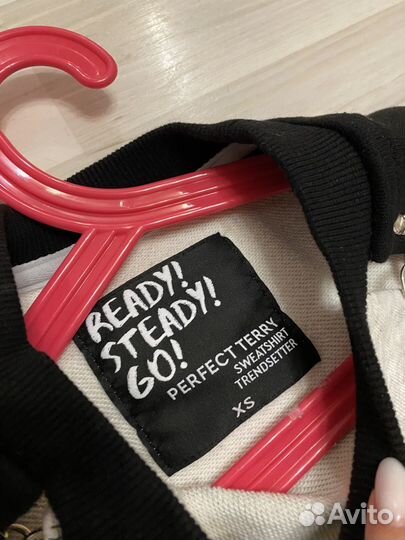 READY!
STEADY!
GO!
PERFECT TERRY
SWEATSHIRT
TRENDSETTER
XS
Avito